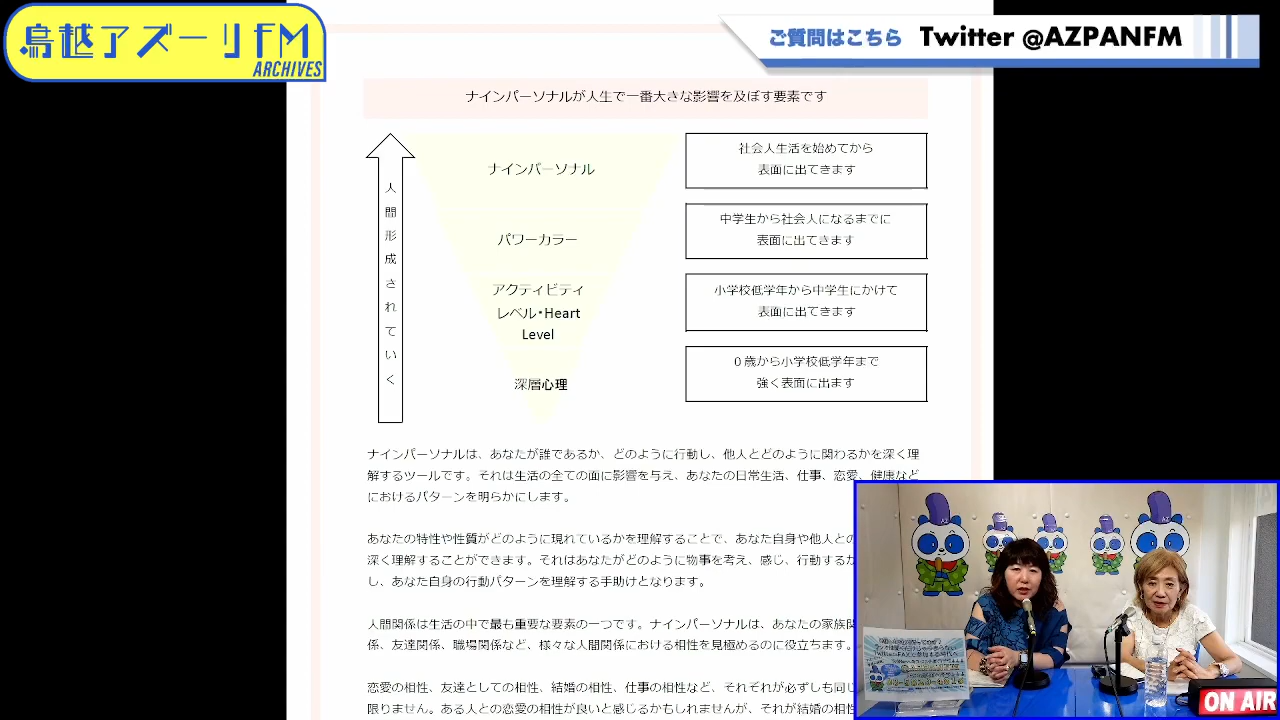 鳥越アズーリFM
ARCHIVES
ご質問はこちら Twitter @AZPANFM
ナインパーソナルが人生で一番大きな影響を及ぼす要素です
人間形成されていく
ナインパーソナル
社会人生活を始めてから
表面に出てきます
パワーカラー
中学生から社会人になるまでに
表面に出てきます
アクティビティ
レベル・Heart
Level
小学校低学年から中学生にかけて
表面に出てきます
深層心理
０歳から小学校低学年まで
強く表面に出ます
ナインパーソナルは、あなたが誰であるか、どのように行動し、他人とどのように関わるかを深く理
解するツールです。それは生活の全ての面に影響を与え、あなたの日常生活、仕事、恋愛、健康など
におけるパターンを明らかにします。
あなたの特性や性質がどのように現れているかを理解することで、あなた自身や他人との
深く理解することができます。それはあなたがどのように物事を考え、感じ、行動するか
し、あなた自身の行動パターンを理解する手助けとなります。
人間関係は生活の中で最も重要な要素の一つです。ナインパーソナルは、あなたの家族関
係、友達関係、職場関係など、様々な人間関係における相性を見極めるのに役立ちます。
恋愛の相性、友達としての相性、結婚の相性、仕事の相性など、それぞれが必ずしも同じ
限りません。ある人との恋愛の相性が良いと感じるかもしれませんが、それが結婚の相性
ON AIR